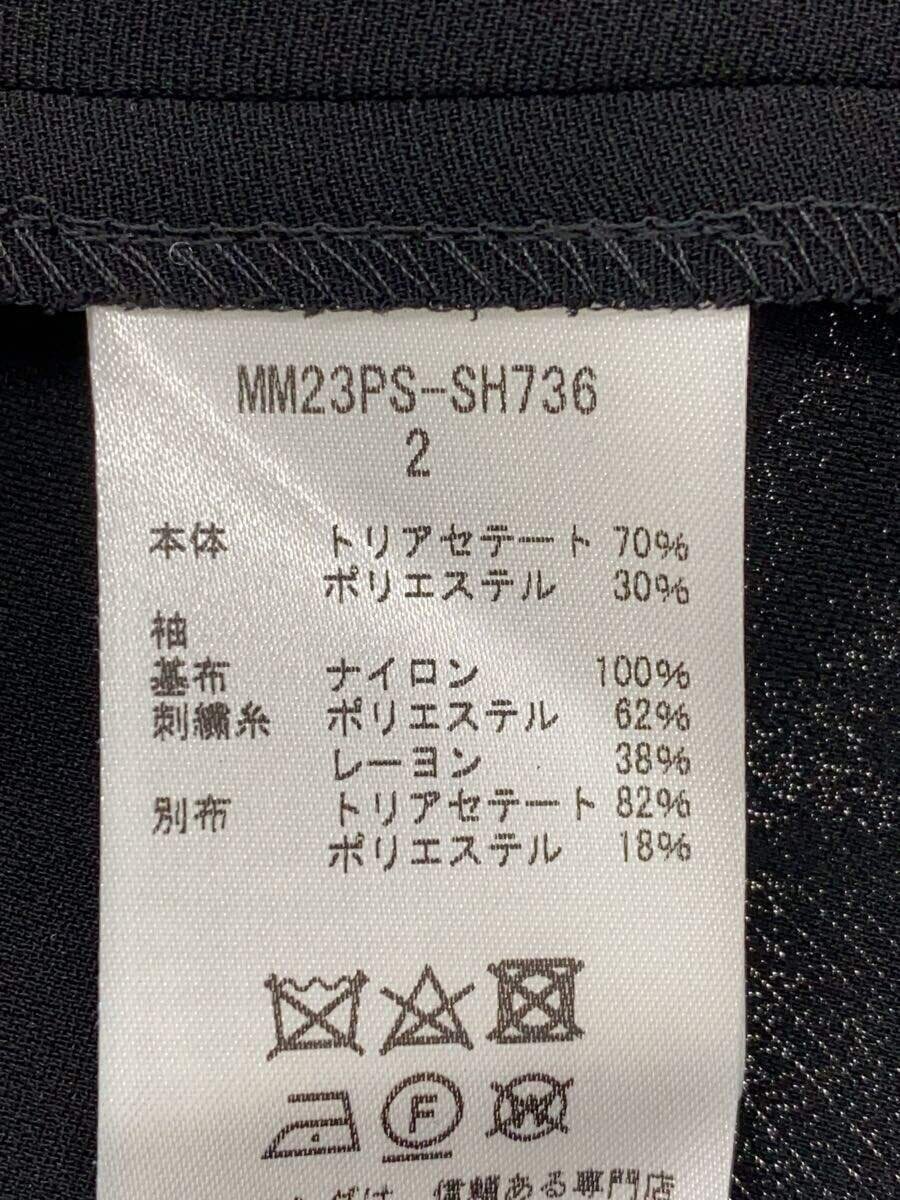 MM23PS-SH736
2
本体 トリアセテート 70%
ポリエステル 30%
袖
基布 ナイロン 100%
刺繍糸 ポリエステル 62%
レーヨン 38%
別布 トリアセテート 82%
ポリエステル 18%
F
W
は、信頼ある専門店